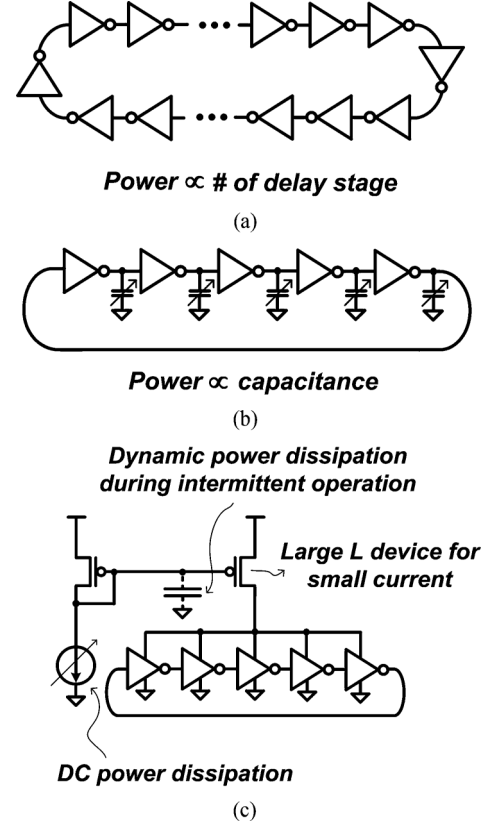 Power ∝ # of delay stage
(a)
Power ∝ capacitance
(b)
Dynamic power dissipation
during intermittent operation
Large L device for
small current
DC power dissipation
(c)